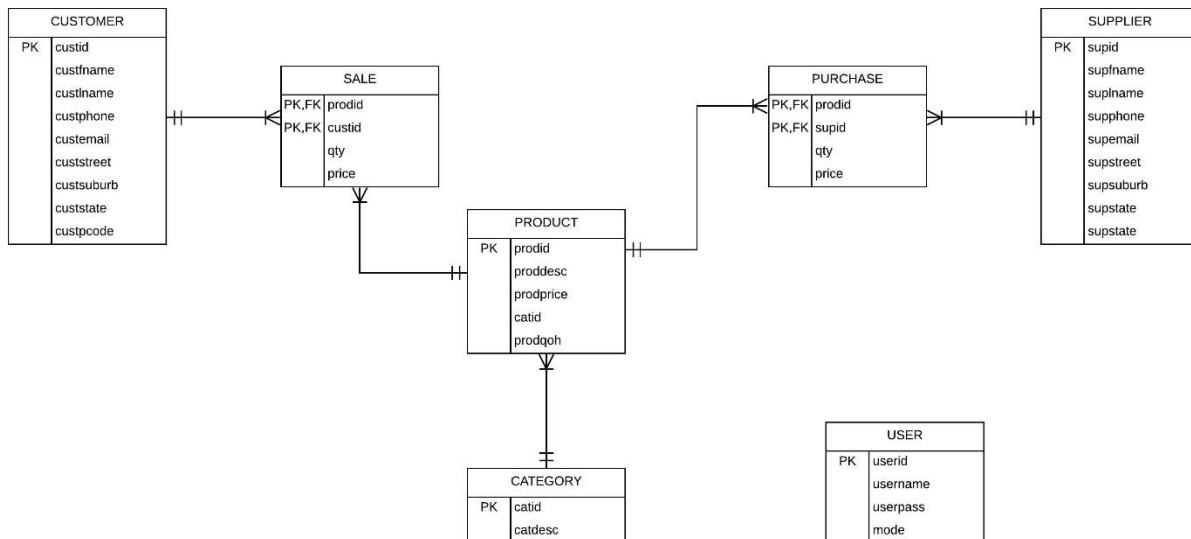 CUSTOMER
PK custid
custfname
custlname
custphone
custemail
custstreet
custsuburb
custstate
custpcode
SALE
PK,FK prodid
PK,FK custid
qty
price
PRODUCT
PK prodid
proddesc
prodprice
catid
prodqoh
CATEGORY
PK catid
catdesc
PURCHASE
PK,FK prodid
PK,FK supid
qty
price
SUPPLIER
PK supid
supfname
suplname
supphone
supemail
supstreet
supsuburb
supstate
supstate
USER
PK userid
username
userpass
mode